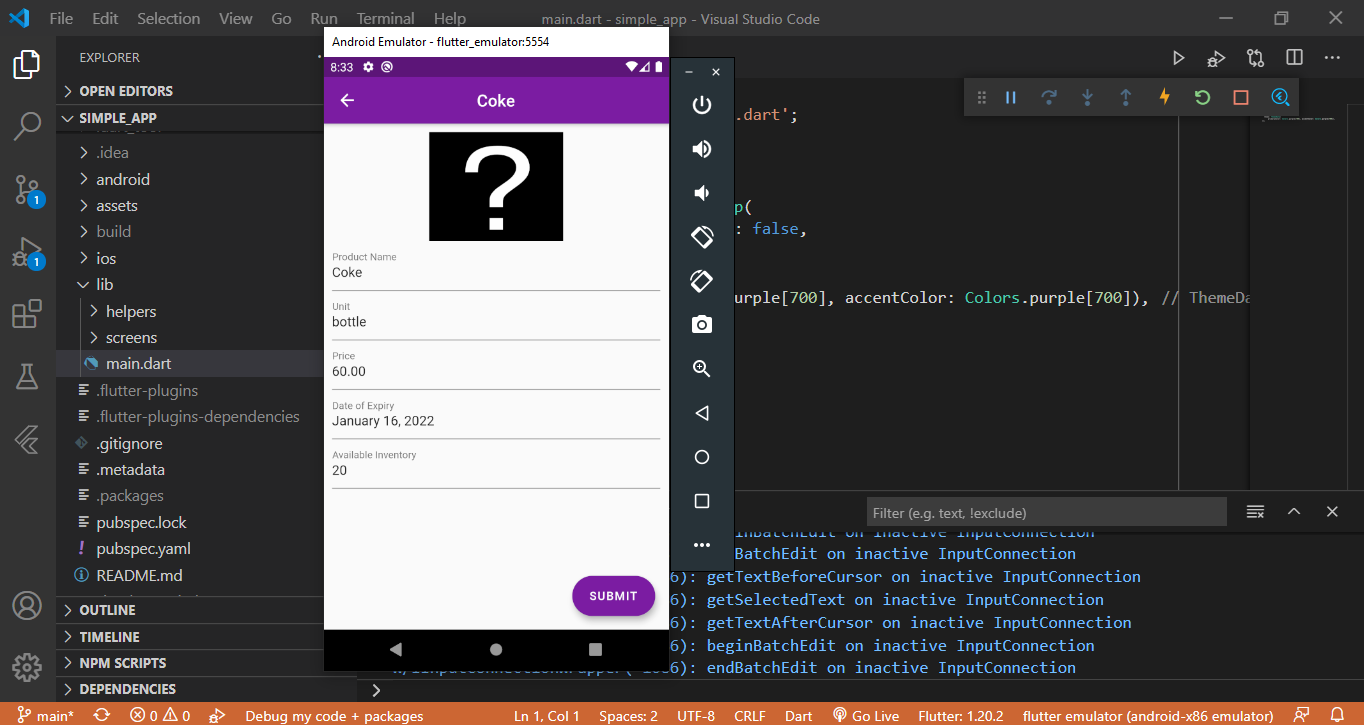 File Edit Selection View Go Run Terminal Help main.dart - simple_app - Visual Studio Code
EXPLORER
OPEN EDITORS
SIMPLE_APP
.idea
android
assets
build
ios
lib
helpers
screens
main.dart
.flutter-plugins
.flutter-plugins-dependencies
.gitignore
.metadata
.packages
pubspec.lock
pubspec.yaml
README.md
OUTLINE
TIMELINE
NPM SCRIPTS
DEPENDENCIES
1
1
Android Emulator - flutter_emulator:5554
8:33
Coke
?
Product Name
Coke
Unit
bottle
Price
60.00
Date of Expiry
January 16, 2022
Available Inventory
20
SUBMIT
.dart';
p(
: false,
urple[700], accentColor: Colors.purple[700]), // ThemeDa
Filter (e.g. text, !exclude)
inBatchEdit on inactive InputConnection
BatchEdit on inactive InputConnection
6): getTextBeforeCursor on inactive InputConnection
6): getSelectedText on inactive InputConnection
6): getTextAfterCursor on inactive InputConnection
6): beginBatchEdit on inactive InputConnection
6): endBatchEdit on inactive InputConnection
main* 0 0 Debug my code + packages Ln 1, Col 1 Spaces: 2 UTF-8 CRLF Dart Go Live Flutter: 1.20.2 flutter emulator (android-x86 emulator)